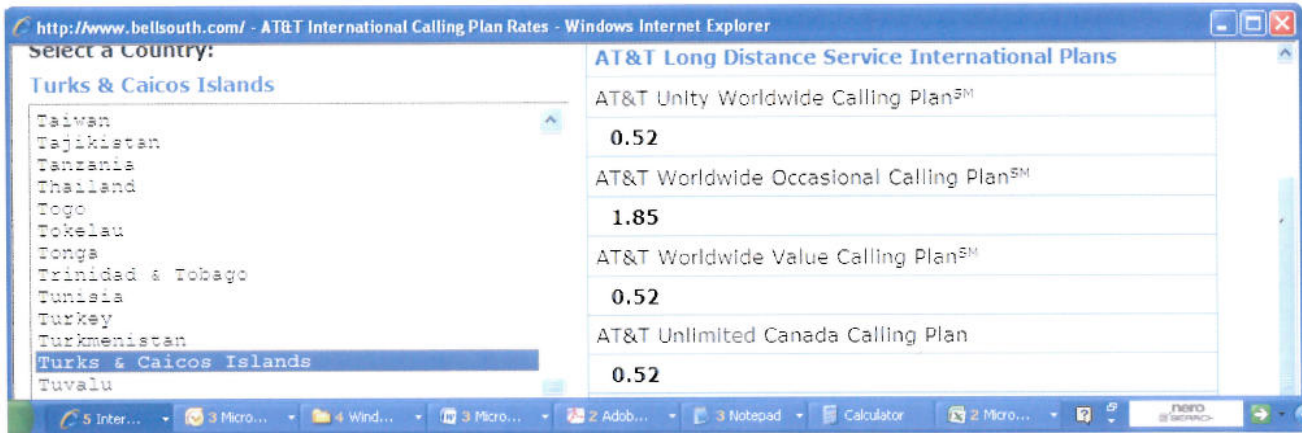 http://www.bellsouth.com/ - AT&T International Calling Plan Rates - Windows Internet Explorer
Select a Country:
Turks & Caicos Islands
Taiwan
Tajikistan
Tanzania
Thailand
Togo
Tokelau
Tonga
Trinidad & Tobago
Tunisia
Turkey
Turkmenistan
Turks & Caicos Islands
Tuvalu
AT&T Long Distance Service International Plans
AT&T Unity Worldwide Calling Plan℠
0.52
AT&T Worldwide Occasional Calling Plan℠
1.85
AT&T Worldwide Value Calling Plan℠
0.52
AT&T Unlimited Canada Calling Plan
0.52
5 Inter... 3 Micro... 4 Wind... 3 Micro... 2 Adob... 3 Notepad Calculator 2 Micro... nero SEARCH